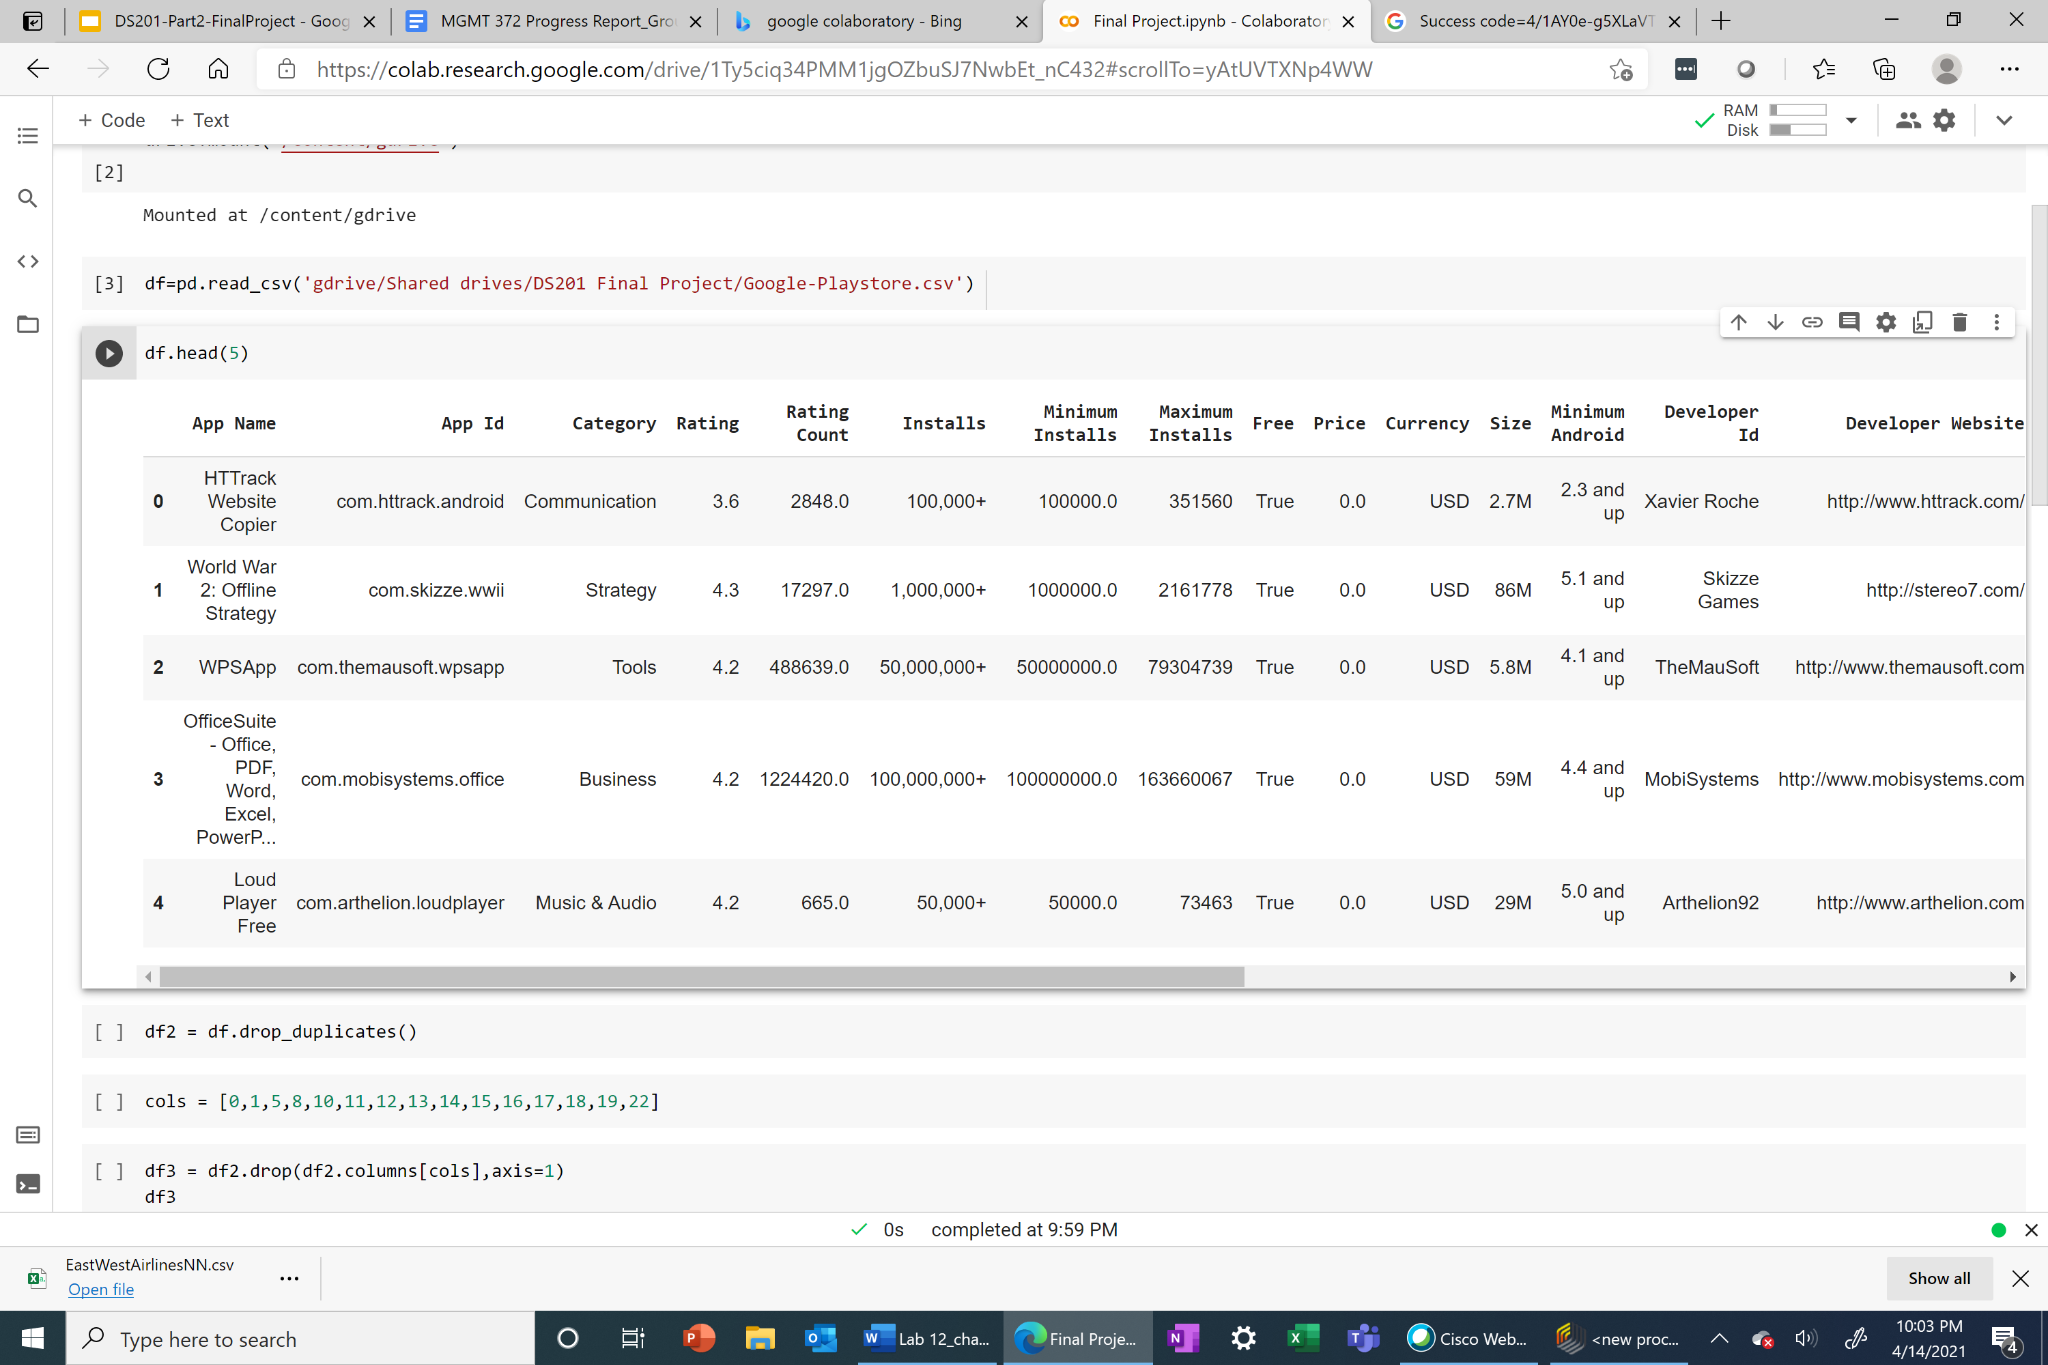 DS201-Part2-FinalProject - Goog
MGMT 372 Progress Report_Gro
google colaboratory - Bing
Final Project.ipynb - Colaborator
Success code=4/1AY0e-g5XLaVT
https://colab.research.google.com/drive/1Ty5ciq34PMM1jgOZbuSJ7NwbEt_nC432#scrollTo=yAtUVTXNp4WW
+ Code + Text
RAM
Disk
[2]
Mounted at /content/gdrive
[3] df=pd.read_csv('gdrive/Shared drives/DS201 Final Project/Google-Playstore.csv')
df.head(5)
App Name App Id Category Rating Rating Count Installs Minimum Installs Maximum Installs Free Price Currency Size Minimum Android Developer Id Developer Website
0 HTTrack Website Copier com.httrack.android Communication 3.6 2848.0 100,000+ 100000.0 351560 True 0.0 USD 2.7M 2.3 and up Xavier Roche http://www.httrack.com/
1 World War 2: Offline Strategy com.skizze.wwii Strategy 4.3 17297.0 1,000,000+ 1000000.0 2161778 True 0.0 USD 86M 5.1 and up Skizze Games http://stereo7.com/
2 WPSApp com.themausoft.wpsapp Tools 4.2 488639.0 50,000,000+ 50000000.0 79304739 True 0.0 USD 5.8M 4.1 and up TheMauSoft http://www.themausoft.com
3 OfficeSuite - Office, PDF, Word, Excel, PowerP... com.mobisystems.office Business 4.2 1224420.0 100,000,000+ 100000000.0 163660067 True 0.0 USD 59M 4.4 and up MobiSystems http://www.mobisystems.com
4 Loud Player Free com.arthelion.loudplayer Music & Audio 4.2 665.0 50,000+ 50000.0 73463 True 0.0 USD 29M 5.0 and up Arthelion92 http://www.arthelion.com
[ ] df2 = df.drop_duplicates()
[ ] cols = [0,1,5,8,10,11,12,13,14,15,16,17,18,19,22]
[ ] df3 = df2.drop(df2.columns[cols],axis=1)
df3
0s completed at 9:59 PM
EastWestAirlinesNN.csv
Open file
Show all
Type here to search
Lab 12_cha...
Final Proje...
Cisco Web...
<new proc...
10:03 PM
4/14/2021
4